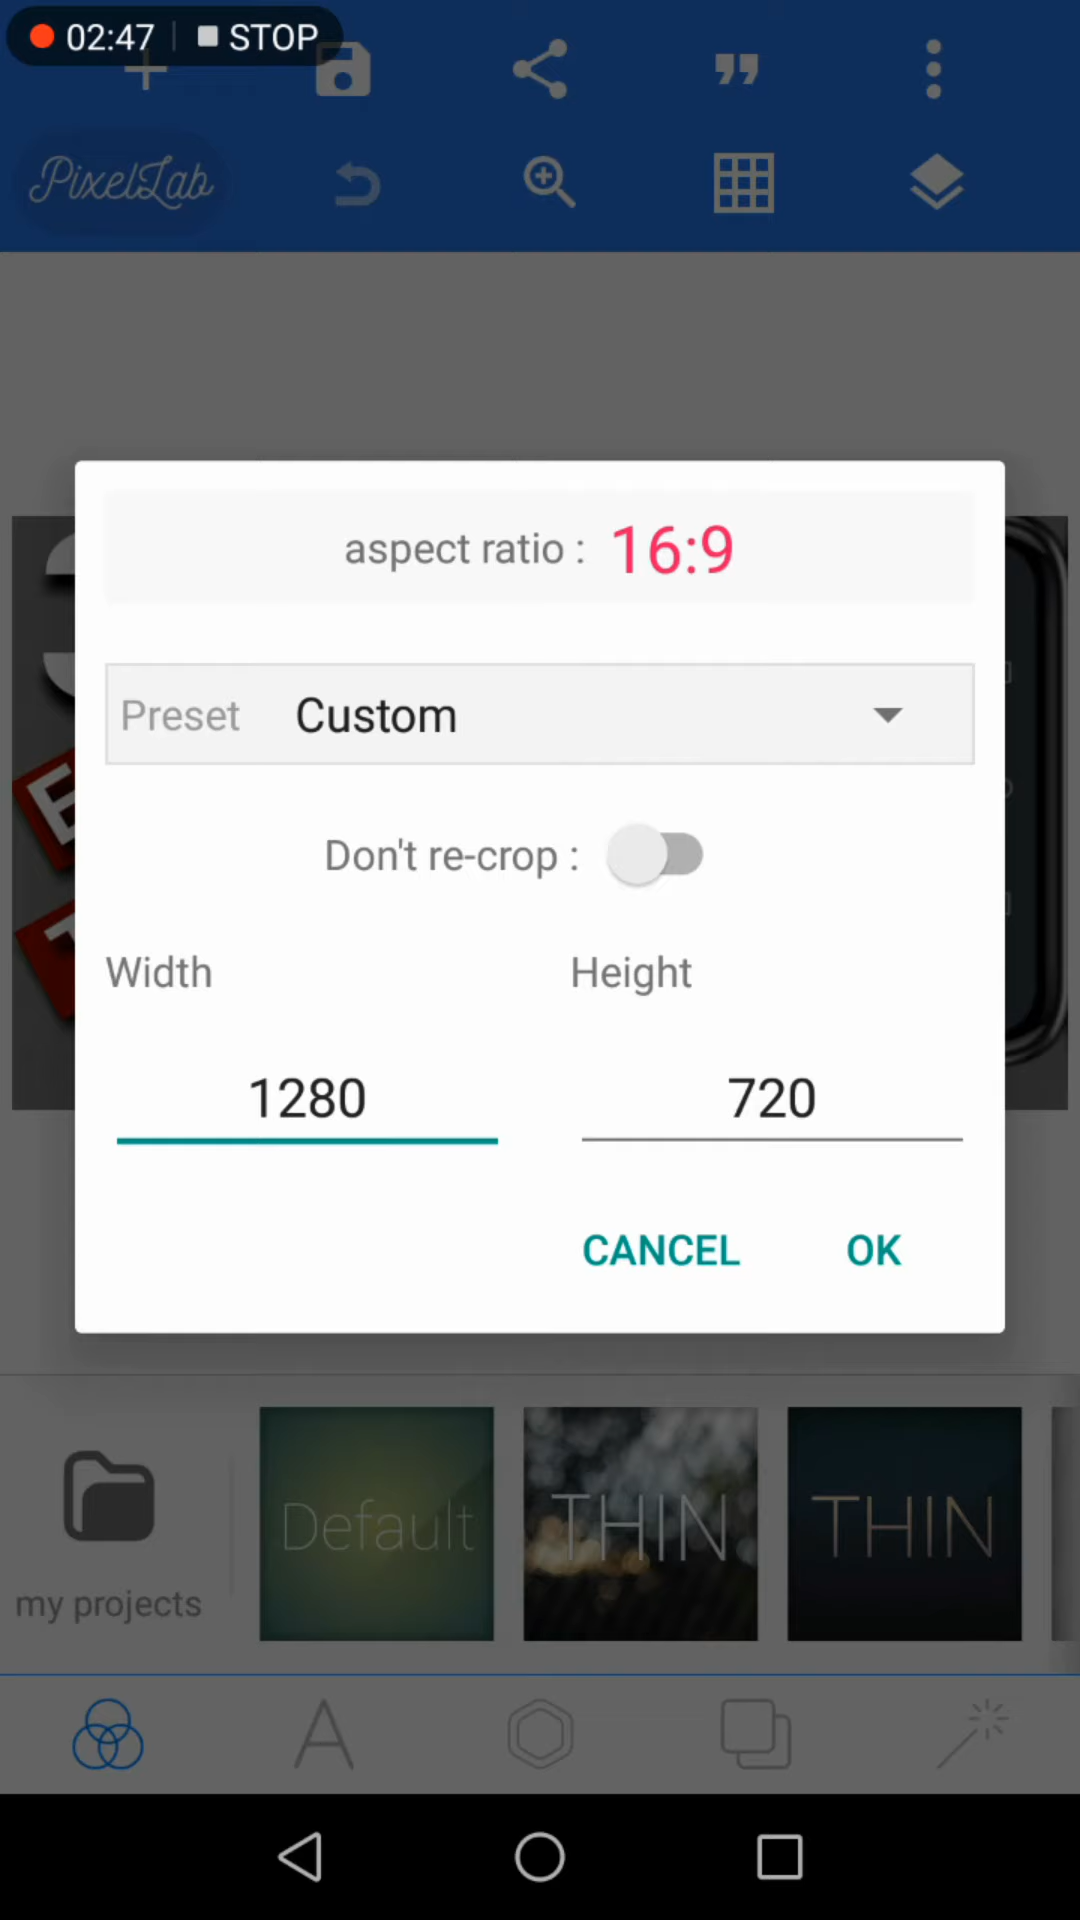 02:47 STOP
PixelLab
aspect ratio : 16:9
Preset Custom
Don't re-crop :
Width Height
1280 720
CANCEL OK
my projects
Default
THIN
THIN